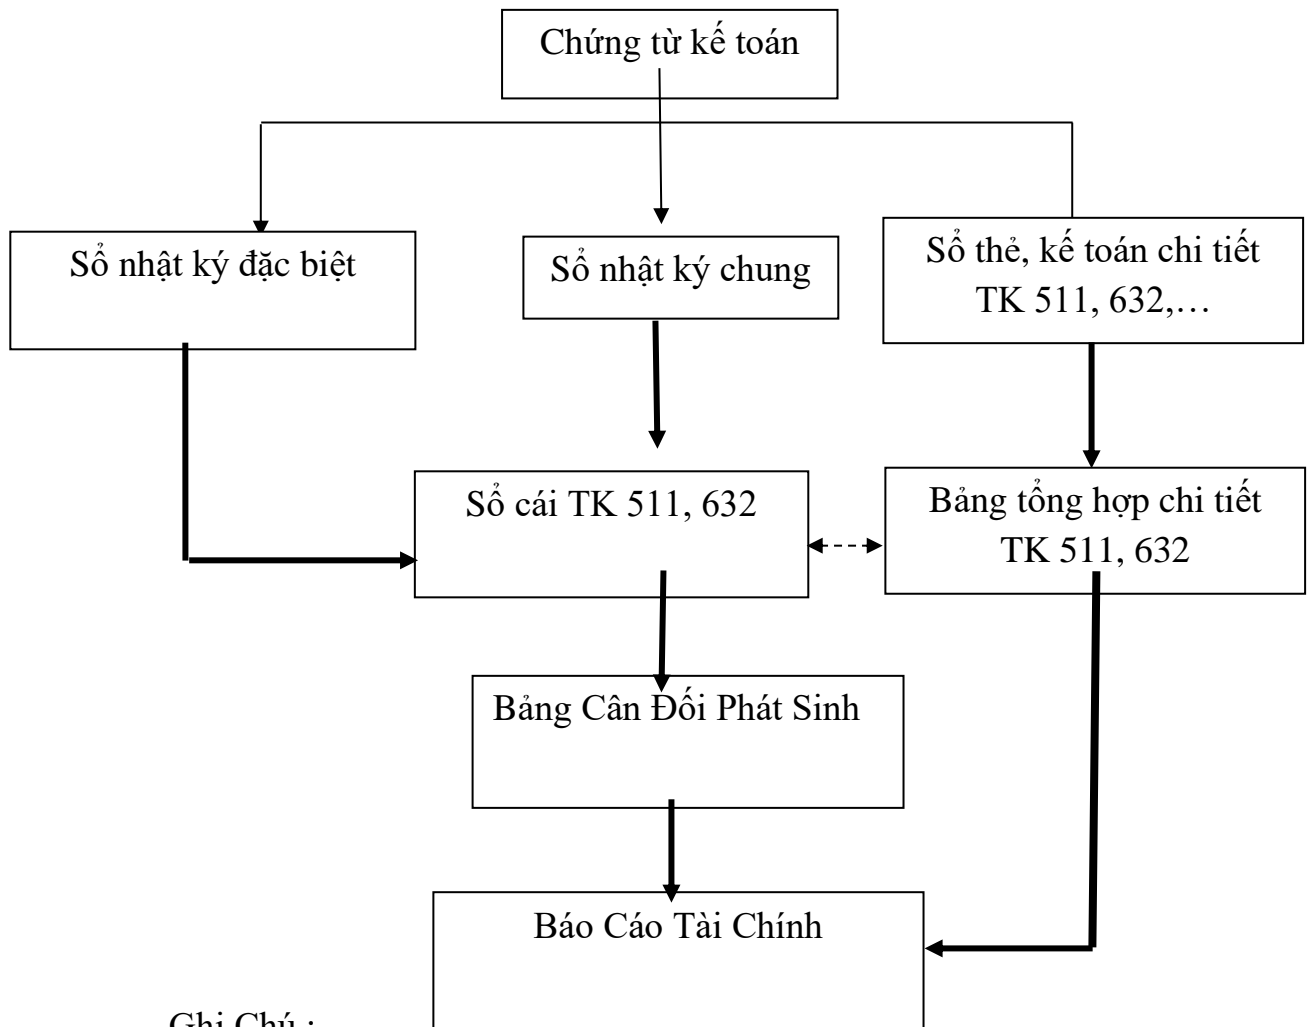 Chứng từ kế toán
Sổ nhật ký đặc biệt
Sổ nhật ký chung
Sổ thẻ, kế toán chi tiết
TK 511, 632,…
Sổ cái TK 511, 632
Bảng tổng hợp chi tiết
TK 511, 632
Bảng Cân Đối Phát Sinh
Báo Cáo Tài Chính
Ghi Chú :